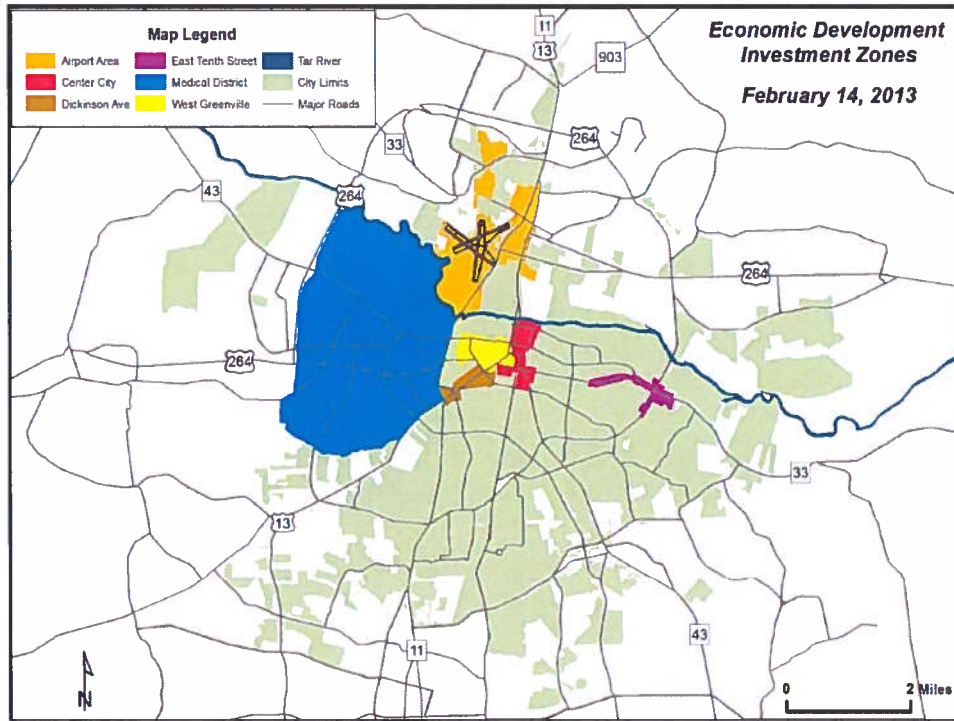 Economic Development
Investment Zones
February 14, 2013
Map Legend
Airport Area
East Tenth Street
Tar River
Center City
Medical District
City Limits
Dickinson Ave
West Greenville
Major Roads
11
13
903
264
33
43
264
264
264
33
13
11
43
N
0
2 Miles